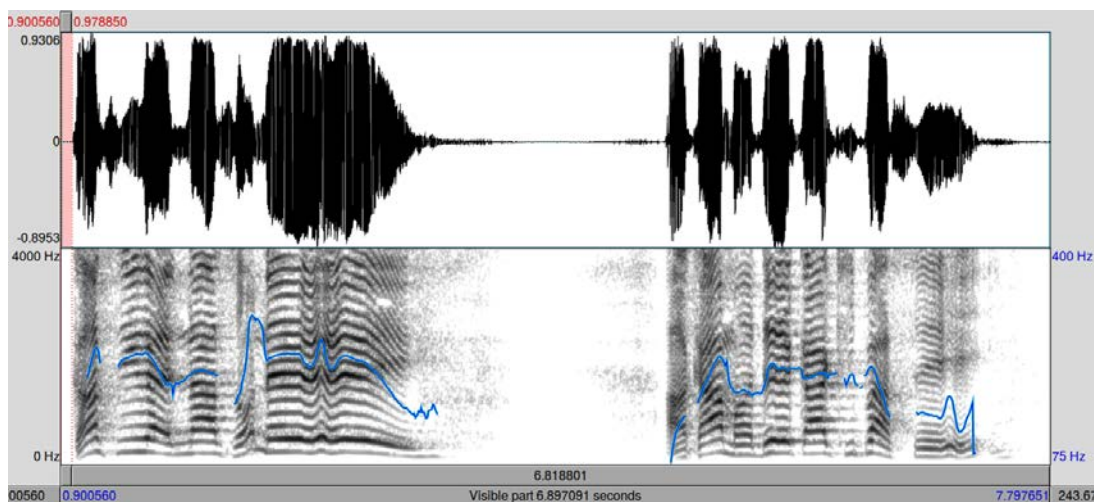 0.900560 0.978850
0.9306
0
-0.8953
4000 Hz 400 Hz
0 Hz 75 Hz
6.818801
00560 0.900560 Visible part 6.897091 seconds 7.797651 243.67